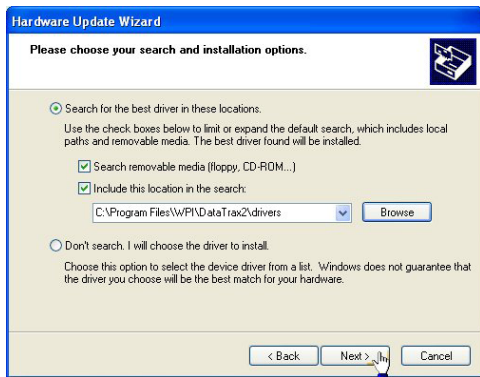 Hardware Update Wizard
Please choose your search and installation options.
Search for the best driver in these locations.
Use the check boxes below to limit or expand the default search, which includes local
paths and removable media. The best driver found will be installed.
Search removable media (floppy, CD-ROM...)
Include this location in the search:
C:\Program Files\WPI\DataTrax2\drivers
Browse
Don't search. I will choose the driver to install.
Choose this option to select the device driver from a list. Windows does not guarantee that
the driver you choose will be the best match for your hardware.
< Back Next > Cancel